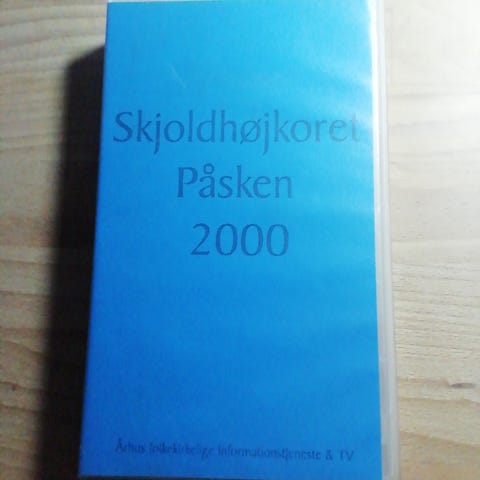 Skjoldhøjkoret
Påsken
2000
Århus folkekirkelige informationstjeneste & TV